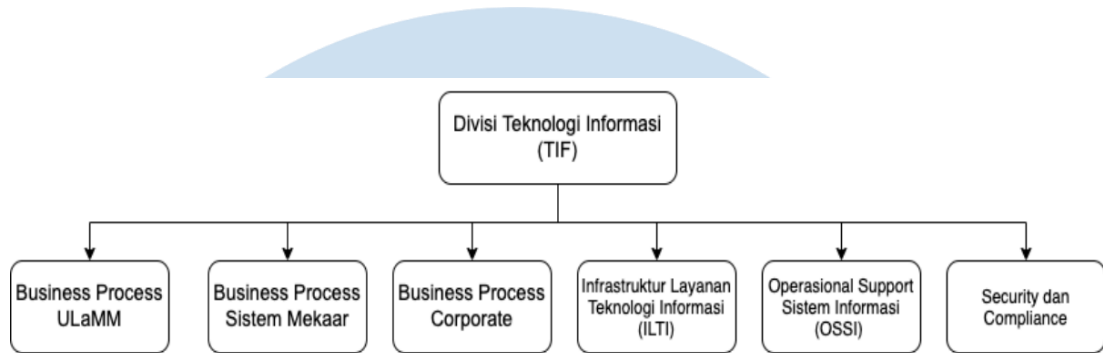 Divisi Teknologi Informasi
(TIF)
Business Process
ULaMM
Business Process
Sistem Mekaar
Business Process
Corporate
Infrastruktur Layanan
Teknologi Informasi
(ILTI)
Operasional Support
Sistem Informasi
(OSSI)
Security dan
Compliance